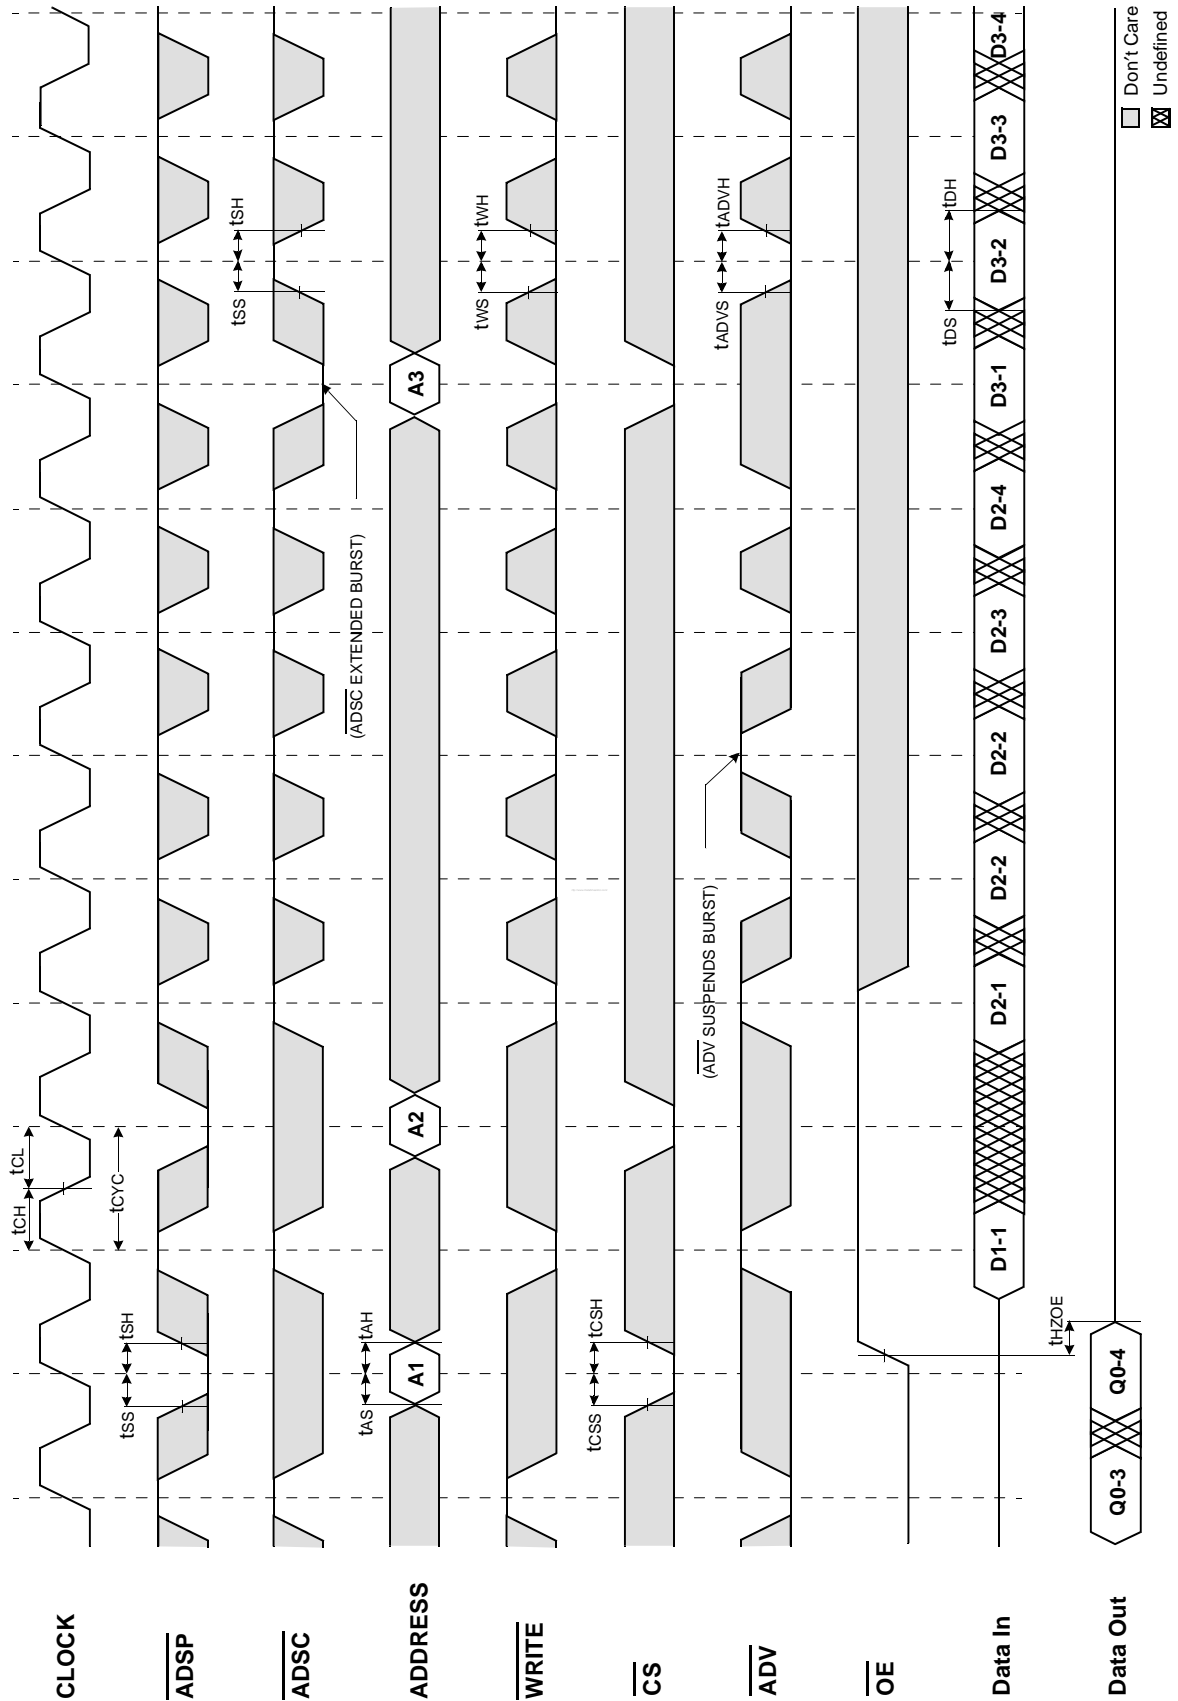 CLOCK
tCH
tCL
tCYC
ADSP
tSS
tSH
ADSC
tSS
tSH
(ADSC EXTENDED BURST)
ADDRESS
tAS
tAH
A1
A2
A3
WRITE
tWS
tWH
CS
tCSS
tCSH
(ADV SUSPENDS BURST)
ADV
tADVS
tADVH
OE
tHZOE
tDS
tDH
Data In
D1-1
D2-1
D2-2
D2-2
D2-3
D2-4
D3-1
D3-2
D3-3
D3-4
Data Out
Q0-3
Q0-4
Don't Care
Undefined